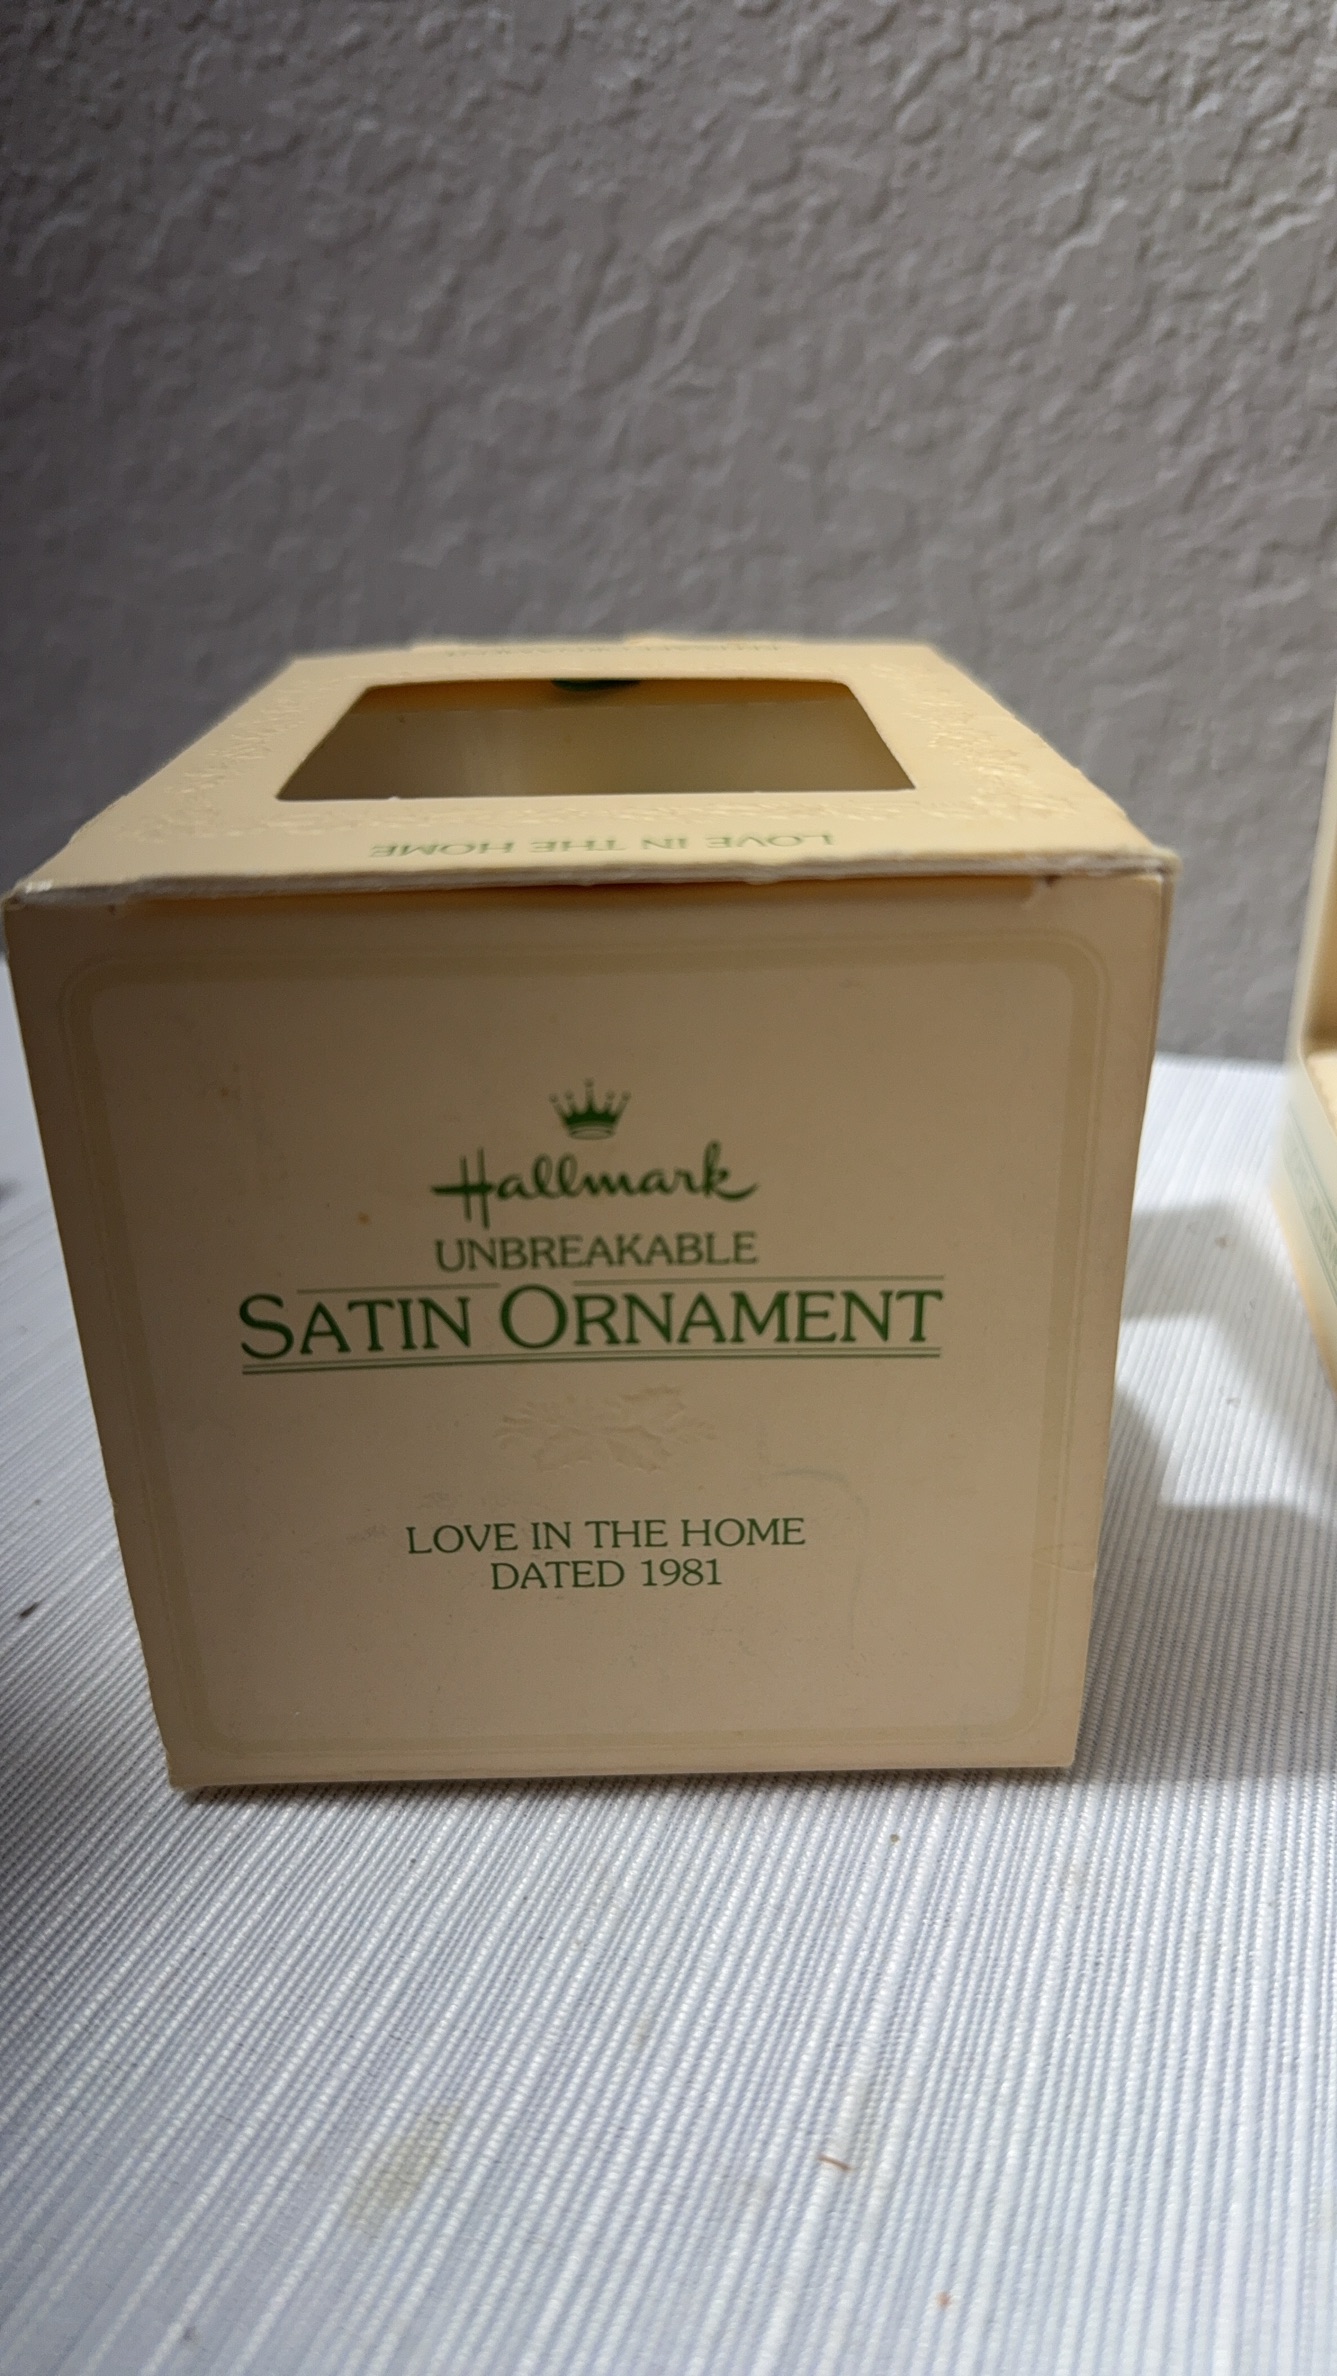 LOVE IN THE HOME
Hallmark
UNBREAKABLE
SATIN ORNAMENT
LOVE IN THE HOME
DATED 1981